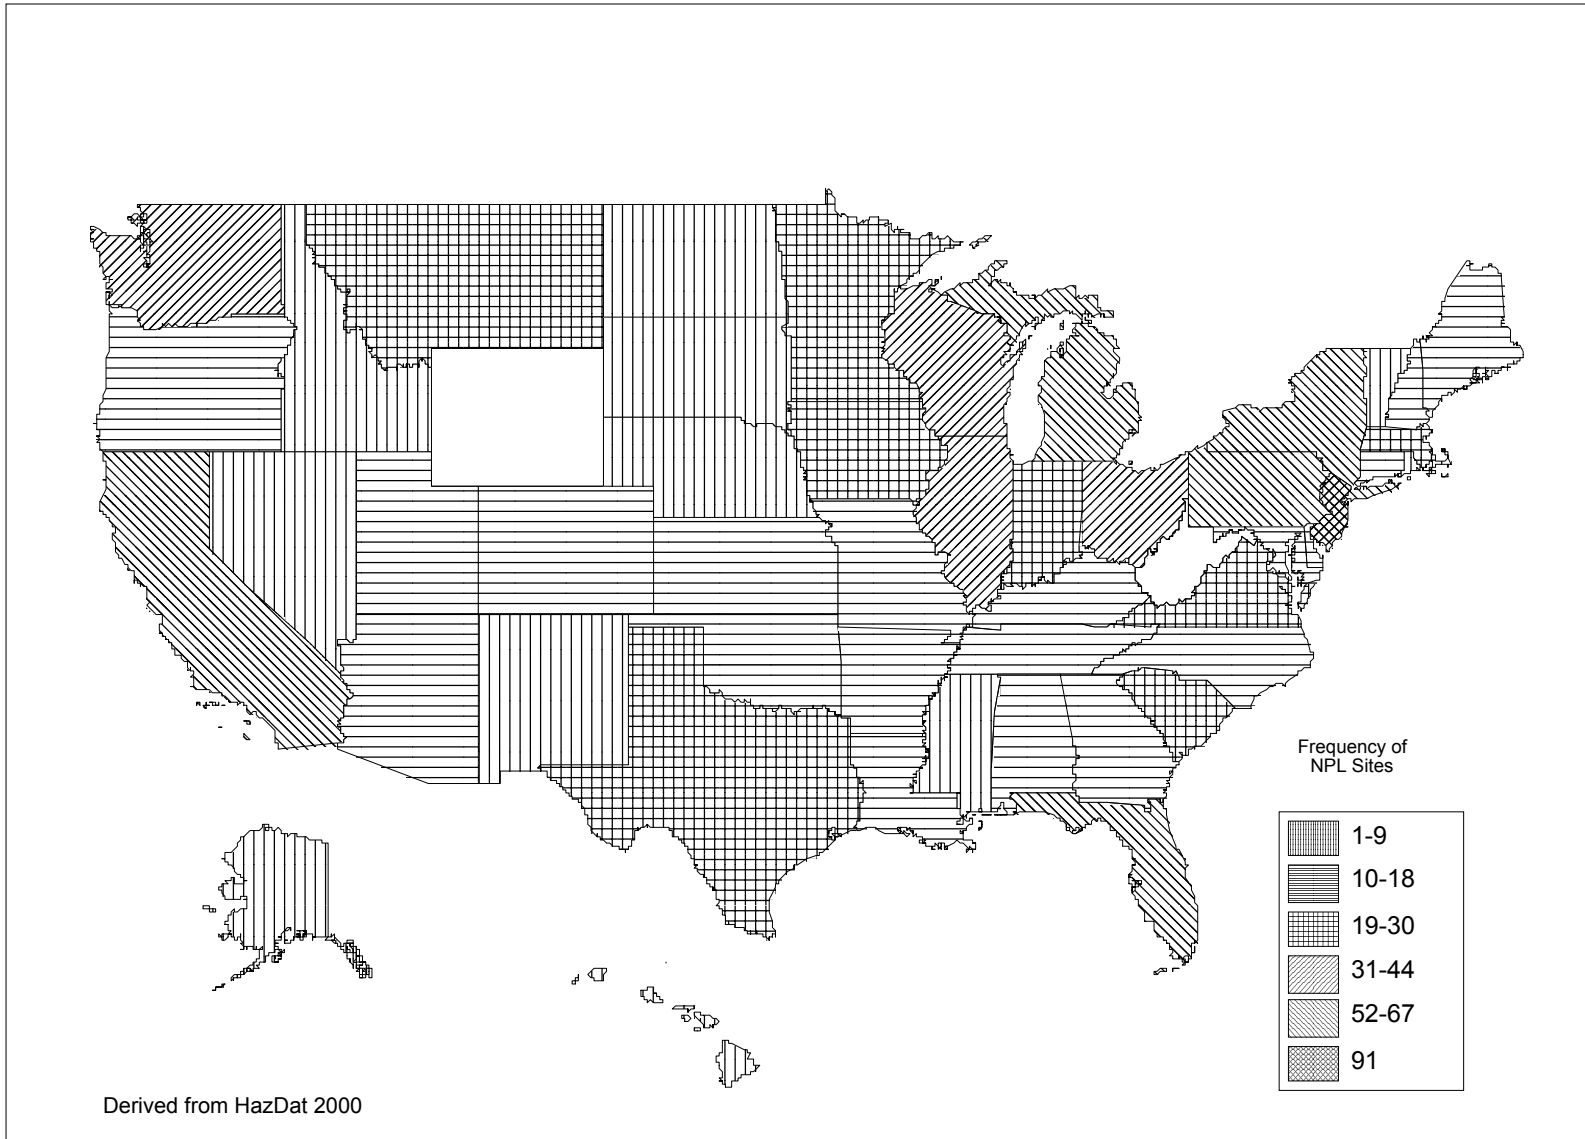 Frequency of
NPL Sites
1-9
10-18
19-30
31-44
52-67
91
Derived from HazDat 2000